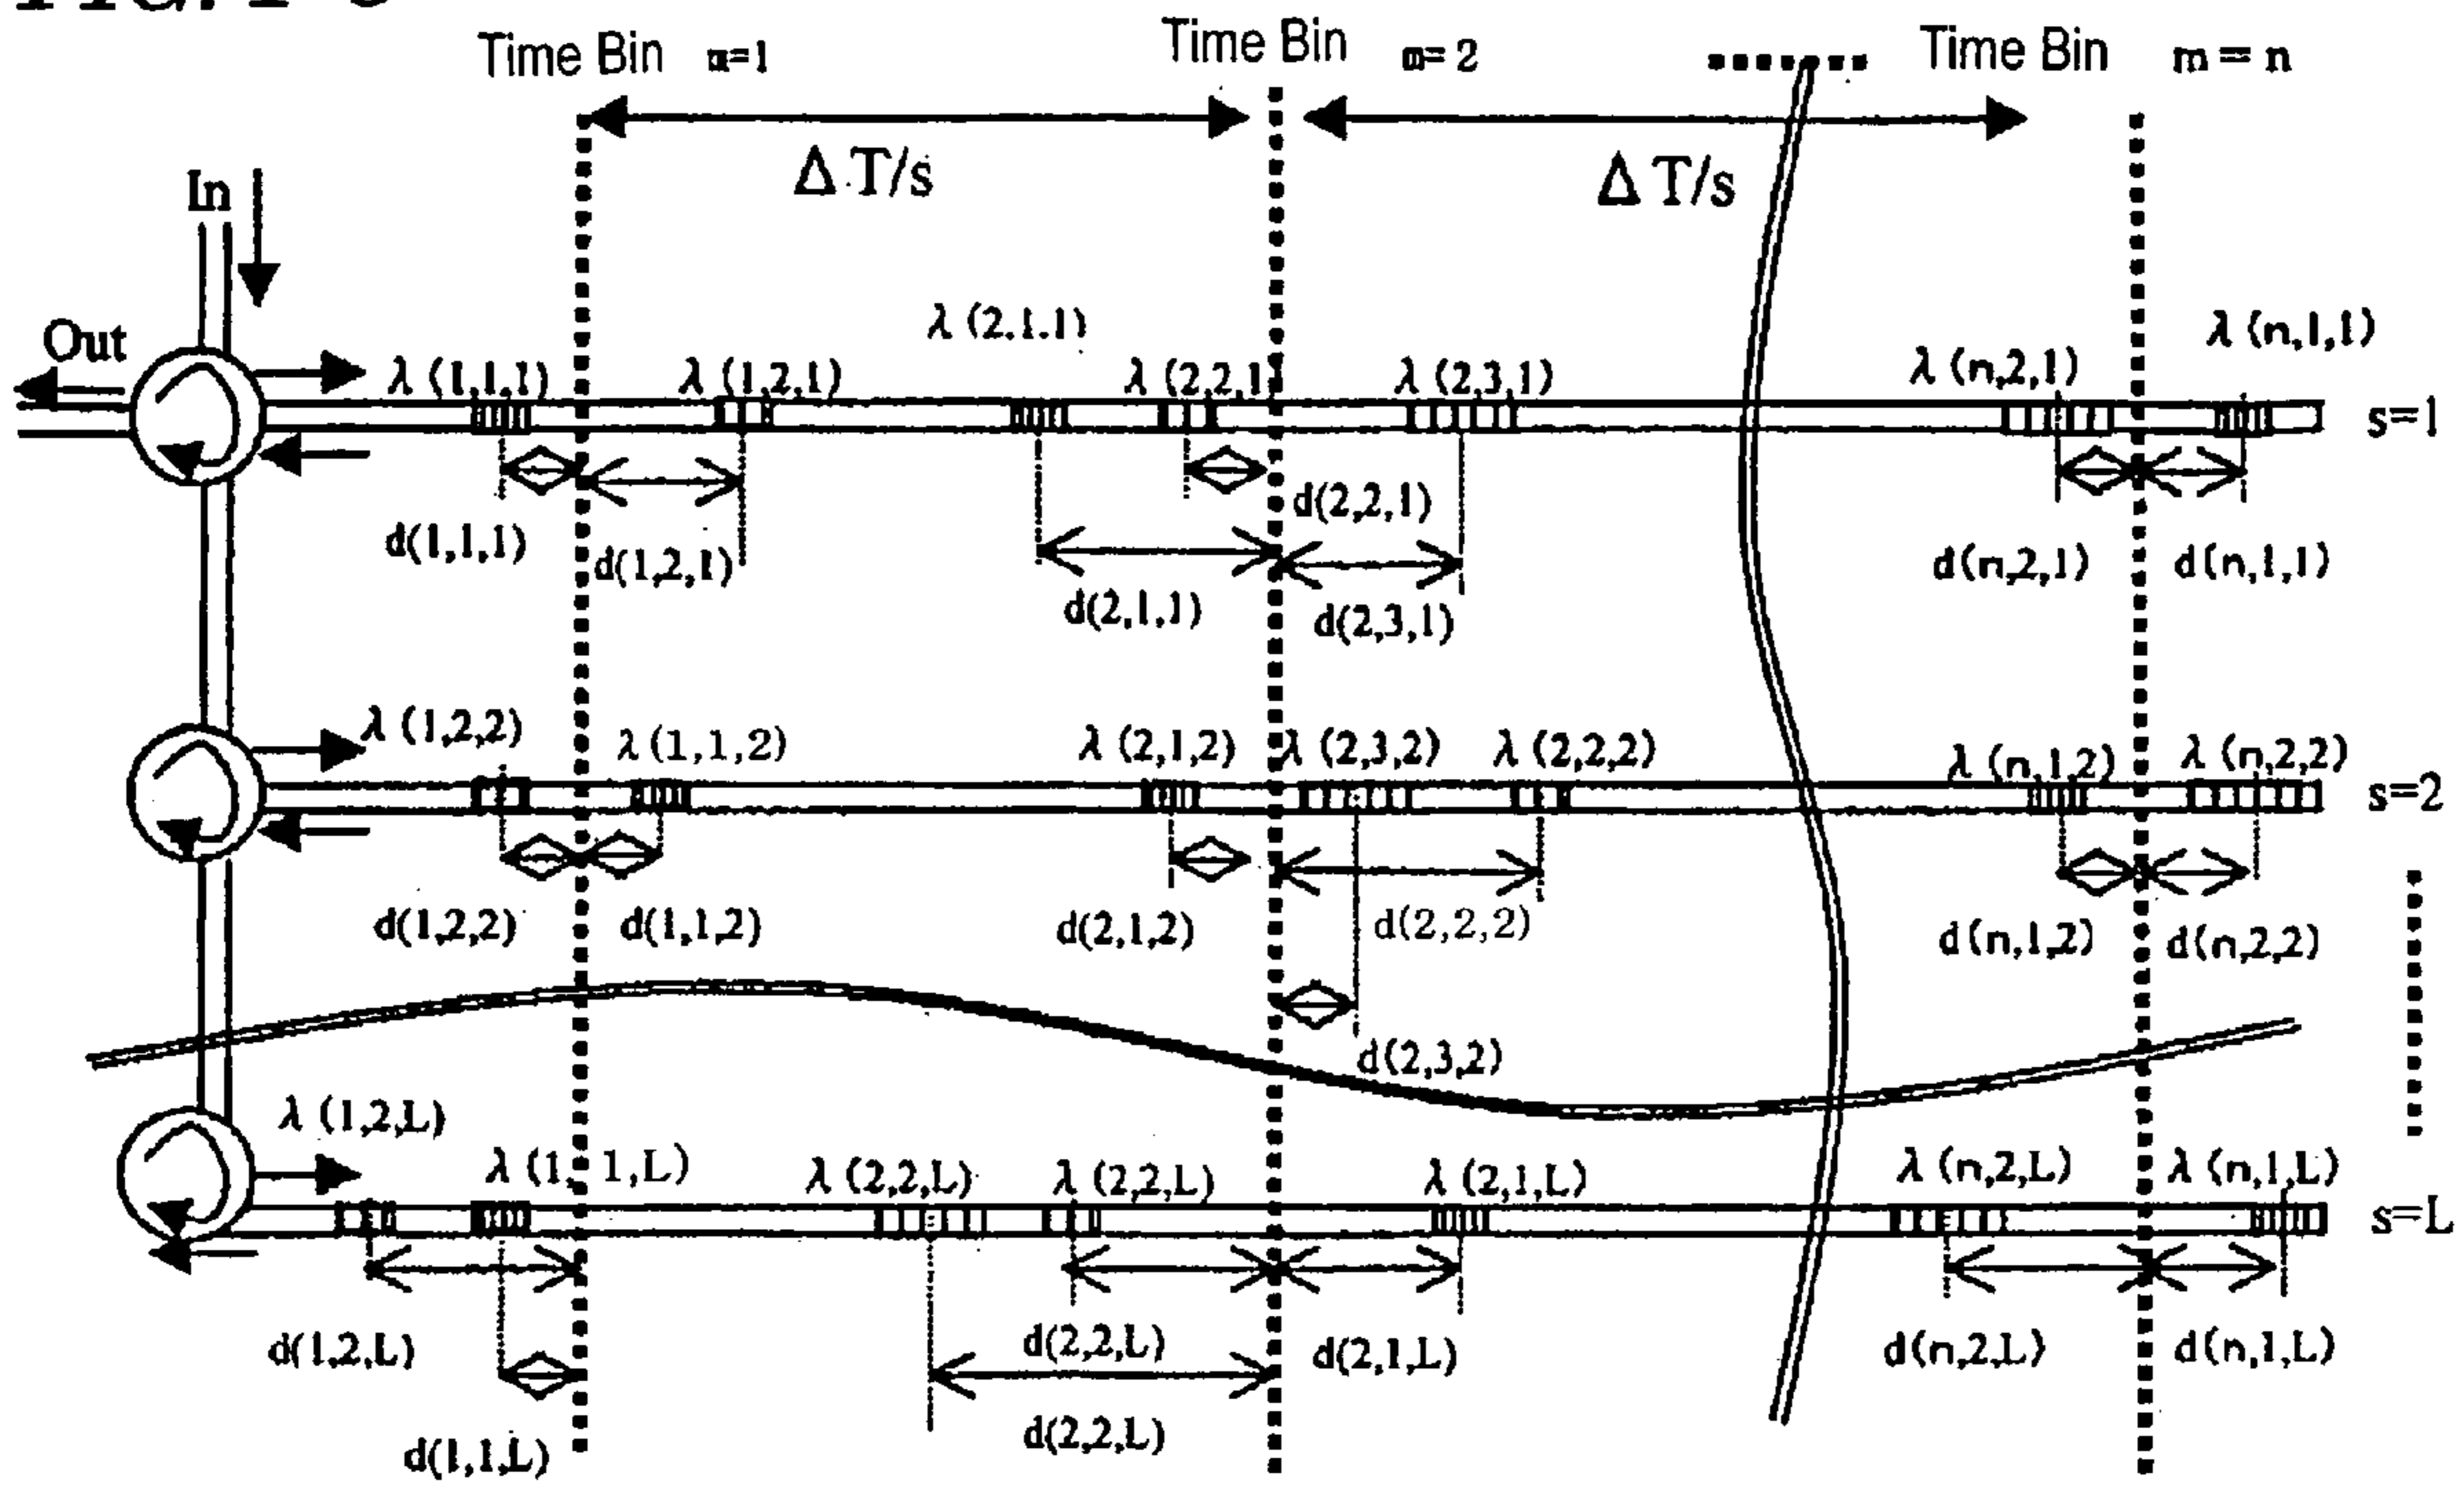 Time Bin m=1
Time Bin m=2
Time Bin m=n
ΔT/s
ΔT/s
In
Out
λ(2.1.1)
λ(n,1,1)
λ(1,1,1)
λ(1,2,1)
λ(2,2,1)
λ(2,3,1)
λ(n,2,1)
s=1
d(1,1,1)
d(1,2,1)
d(2,2,1)
d(2,1,1)
d(2,3,1)
d(n,2,1)
d(n,1,1)
λ(1,2,2)
λ(1,1,2)
λ(2,1,2)
λ(2,3,2)
λ(2,2,2)
λ(n,1,2)
λ(n,2,2)
s=2
d(1,2,2)
d(1,1,2)
d(2,1,2)
d(2,2,2)
d(n,1,2)
d(n,2,2)
d(2,3,2)
λ(1,2,L)
λ(1,1,L)
λ(2,2,L)
λ(2,2,L)
λ(2,1,L)
λ(n,2,L)
λ(n,1,L)
s=L
d(1,2,L)
d(2,2,L)
d(2,1,L)
d(n,2,L)
d(n,1,L)
d(1,1,L)
d(2,2,L)